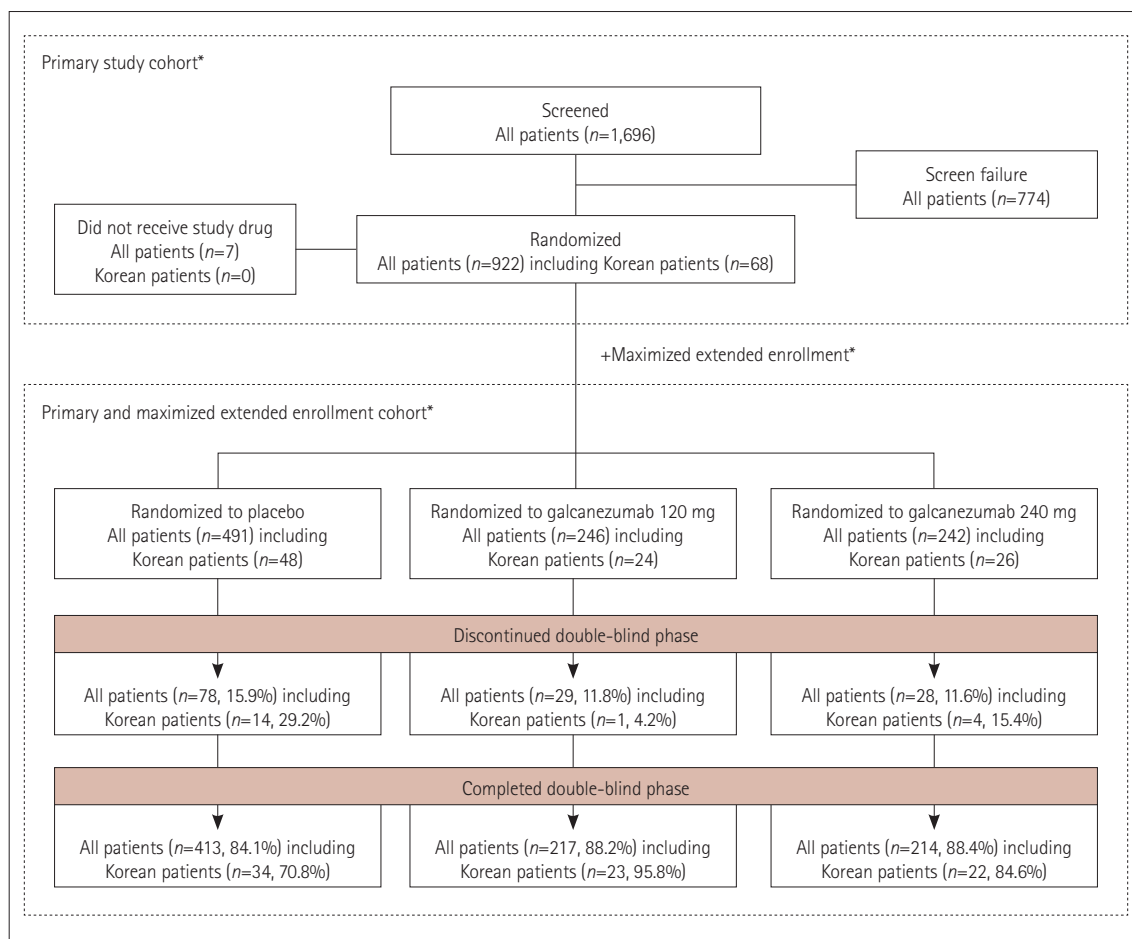 Primary study cohort*
Screened
All patients (n=1,696)
Screen failure
All patients (n=774)
Did not receive study drug
All patients (n=7)
Korean patients (n=0)
Randomized
All patients (n=922) including Korean patients (n=68)
+Maximized extended enrollment*
Primary and maximized extended enrollment cohort*
Randomized to placebo
All patients (n=491) including
Korean patients (n=48)
Randomized to galcanezumab 120 mg
All patients (n=246) including
Korean patients (n=24)
Randomized to galcanezumab 240 mg
All patients (n=242) including
Korean patients (n=26)
Discontinued double-blind phase
All patients (n=78, 15.9%) including
Korean patients (n=14, 29.2%)
All patients (n=29, 11.8%) including
Korean patients (n=1, 4.2%)
All patients (n=28, 11.6%) including
Korean patients (n=4, 15.4%)
Completed double-blind phase
All patients (n=413, 84.1%) including
Korean patients (n=34, 70.8%)
All patients (n=217, 88.2%) including
Korean patients (n=23, 95.8%)
All patients (n=214, 88.4%) including
Korean patients (n=22, 84.6%)